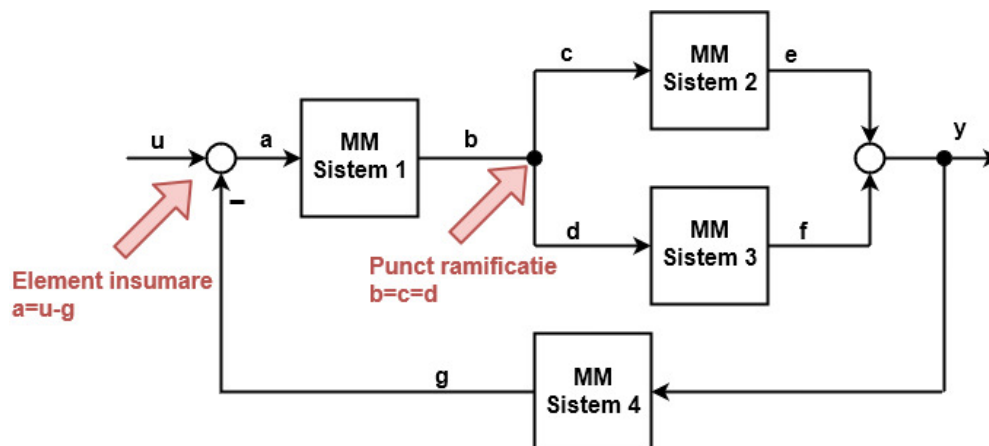 c
MM
Sistem 2
e
u
a
MM
Sistem 1
b
y
-
d
MM
Sistem 3
f
Element insumare
a=u-g
Punct ramificatie
b=c=d
g
MM
Sistem 4